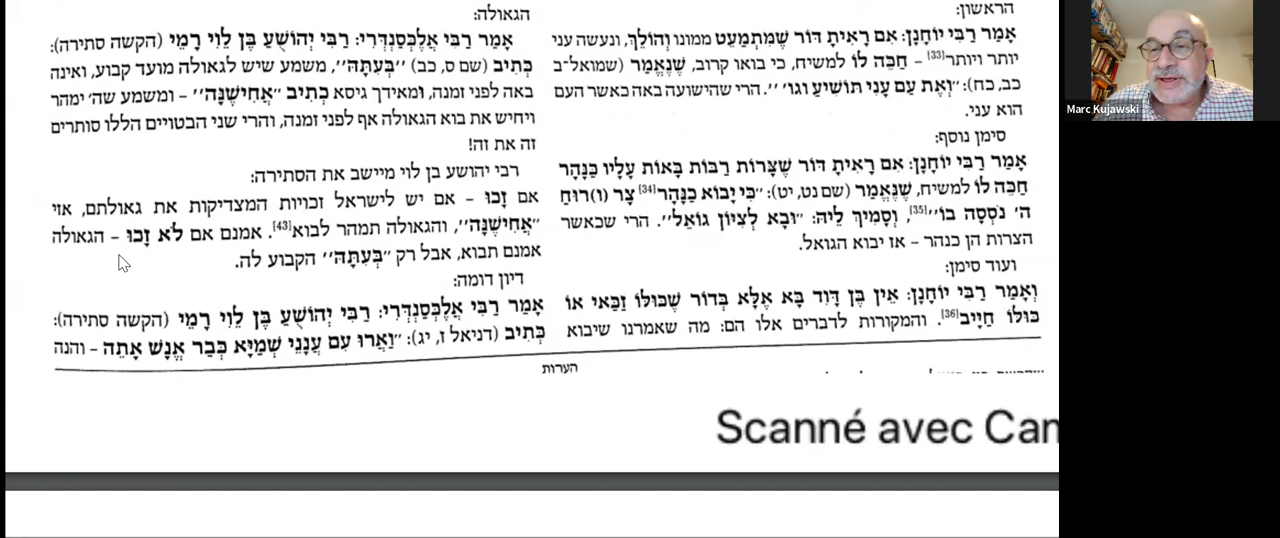 הראשון:
אָמַר רַבִּי יוֹחָנָן: אִם רָאִיתָ דּוֹר שֶׁמִּתְמַעֵט ממונו וְהוֹלֵךְ, ונעשה עני
יותר ויותר[33] – חַכֵּה לוֹ למשיח, כי בואו קרוב, שֶׁנֶּאֱמַר (שמואל־ב
כב, כח): ״וְאֶת עַם עָנִי תּוֹשִׁיעַ וגו׳ ״. הרי שהישועה באה כאשר העם
הוא עני.
סימן נוסף:
אָמַר רַבִּי יוֹחָנָן: אִם רָאִיתָ דּוֹר שֶׁצָּרוֹת רַבּוֹת בָּאוֹת עָלָיו כַּנָּהָר
חַכֵּה לוֹ למשיח, שֶׁנֶּאֱמַר (שם נט, יט): ״כִּי יָבוֹא כַנָּהָר[34] צָר (ו)רוּחַ
ה׳ נֹסְסָה בוֹ״[35], וְסָמִיךְ לֵיהּ: ״וּבָא לְצִיּוֹן גּוֹאֵל״. הרי שכאשר
הצרות הן כנהר – אז יבוא הגואל.
ועוד סימן:
וְאָמַר רַבִּי יוֹחָנָן: אֵין בֶּן דָּוִד בָּא אֶלָּא בְּדוֹר שֶׁכּוּלּוֹ זַכַּאי אוֹ
כּוּלּוֹ חַיָּיב[36]. והמקורות לדברים אלו הם: מה שאמרנו שיבוא
הגאולה:
אָמַר רַבִּי אֲלֶכְּסַנְדְּרִי: רַבִּי יְהוֹשֻׁעַ בֶּן לֵוִי רָמֵי (הקשה סתירה):
כְּתִיב (שם ס, כב) ״בְּעִתָּהּ״, משמע שיש לגאולה מועד קבוע, ואינה
באה לפני זמנה, ומאידך גיסא כְּתִיב ״אֲחִישֶׁנָּה״ – ומשמע שה׳ ימהר
ויחיש את בוא הגאולה אף לפני זמנה, והרי שני הבטויים הללו סותרים
זה את זה!
רבי יהושע בן לוי מיישב את הסתירה:
אם זָכוּ – אם יש לישראל זכויות המצדיקות את גאולתם, אזי
״אֲחִישֶׁנָּה״, והגאולה תמהר לבוא[43]. אמנם אם לֹא זָכוּ – הגאולה
אמנם תבוא, אבל רק ״בְּעִתָּהּ״ הקבוע לה.
דיון דומה:
אָמַר רַבִּי אֲלֶכְּסַנְדְּרִי: רַבִּי יְהוֹשֻׁעַ בֶּן לֵוִי רָמֵי (הקשה סתירה):
כְּתִיב (דניאל ז, יג): ״וַאֲרוּ עִם עֲנָנֵי שְׁמַיָּא כְּבַר אֱנָשׁ אָתֵה – והנה
הערות
Scanné avec Cam
Marc Kujawski